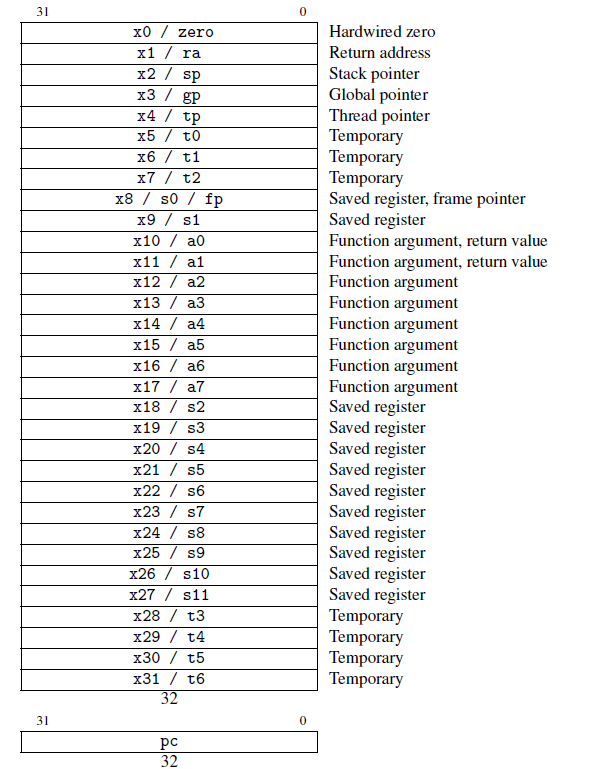 31 0
x0 / zero Hardwired zero
x1 / ra Return address
x2 / sp Stack pointer
x3 / gp Global pointer
x4 / tp Thread pointer
x5 / t0 Temporary
x6 / t1 Temporary
x7 / t2 Temporary
x8 / s0 / fp Saved register, frame pointer
x9 / s1 Saved register
x10 / a0 Function argument, return value
x11 / a1 Function argument, return value
x12 / a2 Function argument
x13 / a3 Function argument
x14 / a4 Function argument
x15 / a5 Function argument
x16 / a6 Function argument
x17 / a7 Function argument
x18 / s2 Saved register
x19 / s3 Saved register
x20 / s4 Saved register
x21 / s5 Saved register
x22 / s6 Saved register
x23 / s7 Saved register
x24 / s8 Saved register
x25 / s9 Saved register
x26 / s10 Saved register
x27 / s11 Saved register
x28 / t3 Temporary
x29 / t4 Temporary
x30 / t5 Temporary
x31 / t6 Temporary
32
31 0
pc
32